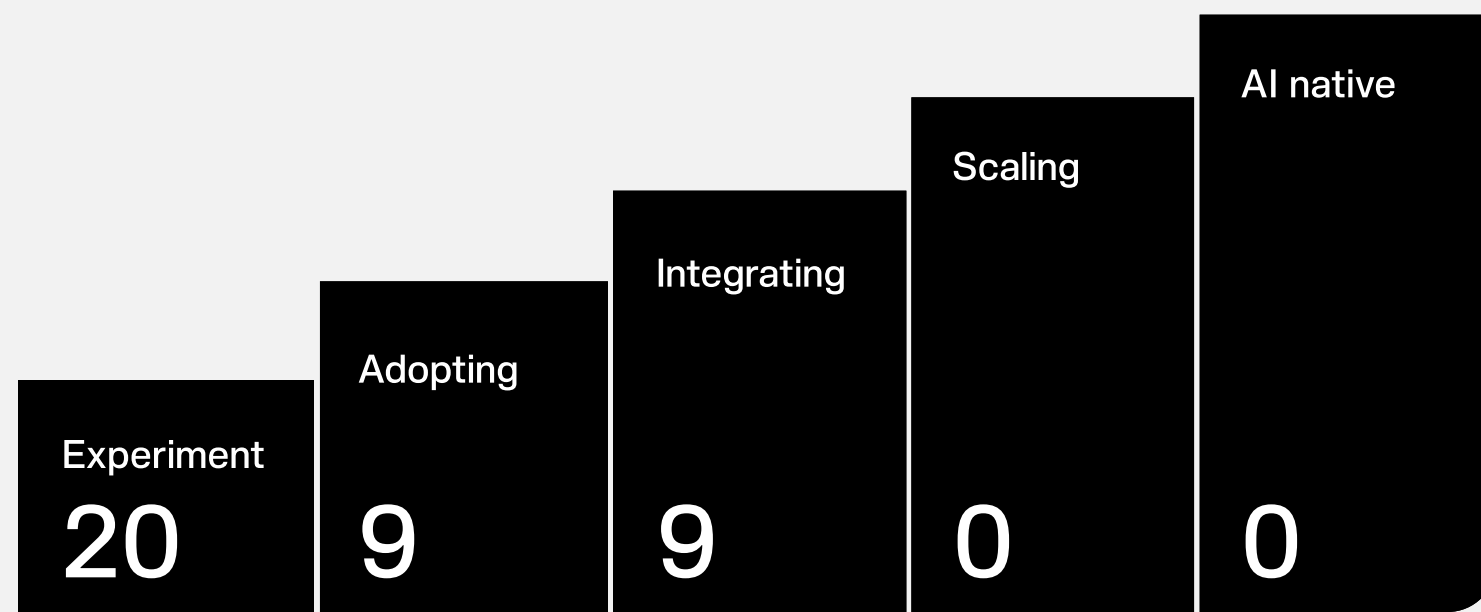 Experiment
20
Adopting
9
Integrating
9
Scaling
0
AI native
0